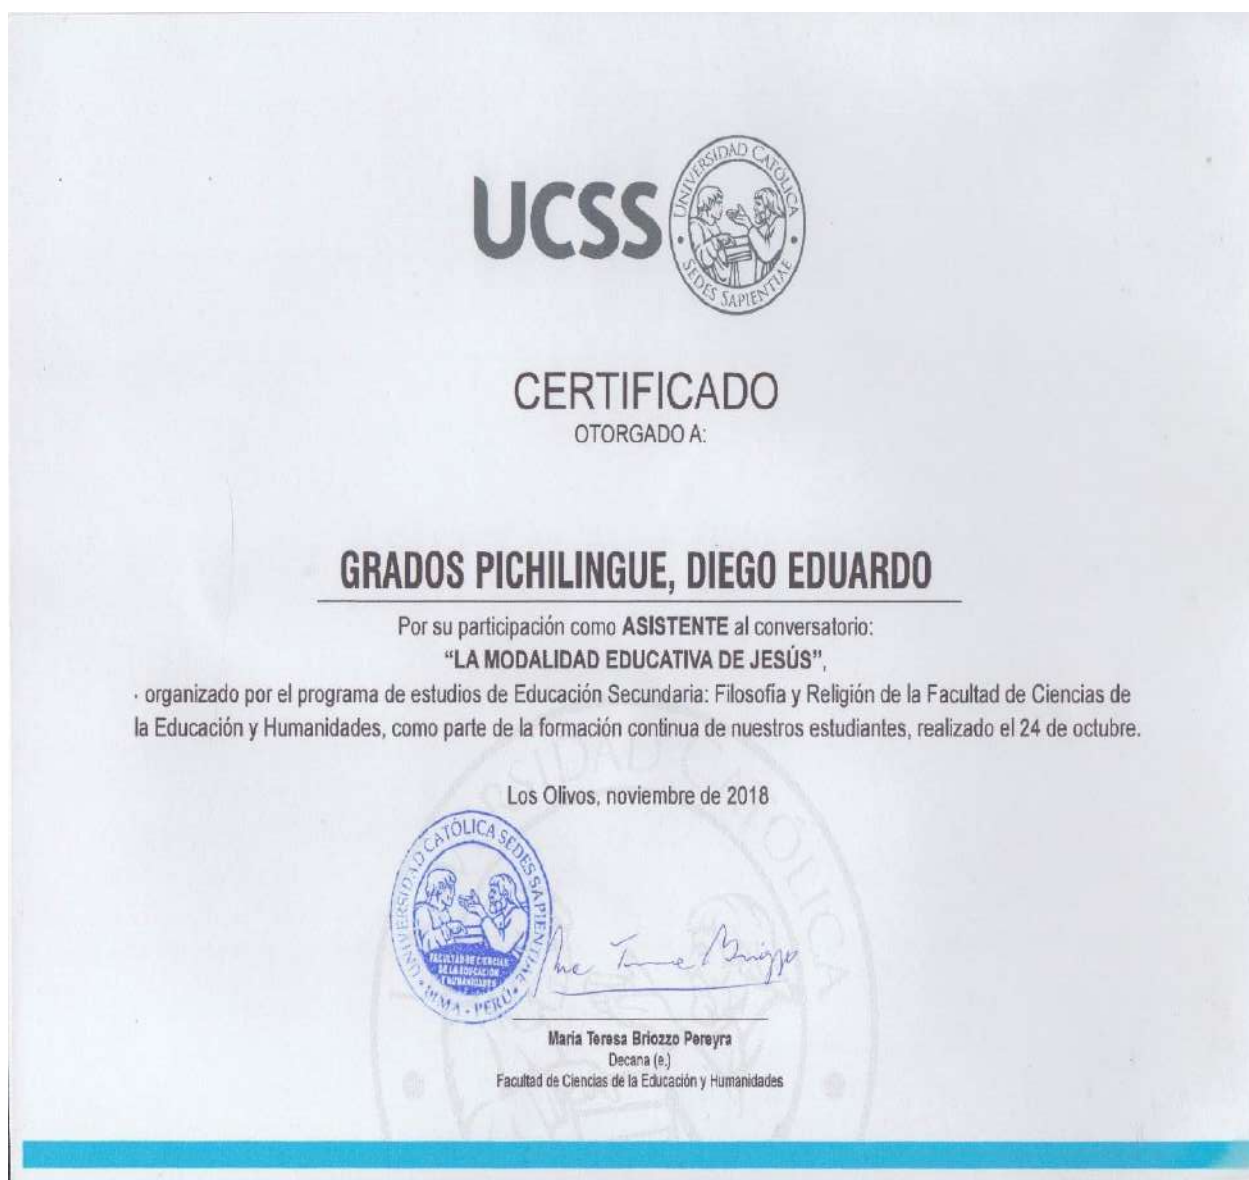 UCSS
UNIVERSIDAD CATÓLICA
SEDES SAPIENTIAE
CERTIFICADO
OTORGADO A:
GRADOS PICHILINGUE, DIEGO EDUARDO
Por su participación como ASISTENTE al conversatorio:
"LA MODALIDAD EDUCATIVA DE JESÚS",
organizado por el programa de estudios de Educación Secundaria: Filosofía y Religión de la Facultad de Ciencias de
la Educación y Humanidades, como parte de la formación continua de nuestros estudiantes, realizado el 24 de octubre.
Los Olivos, noviembre de 2018
UNIVERSIDAD CATÓLICA SEDES SAPIENTIAE
FACULTAD DE CIENCIAS
DE LA EDUCACIÓN
Y HUMANIDADES
LIMA - PERÚ
María Teresa Briozzo Pereyra
Decana (e.)
Facultad de Ciencias de la Educación y Humanidades